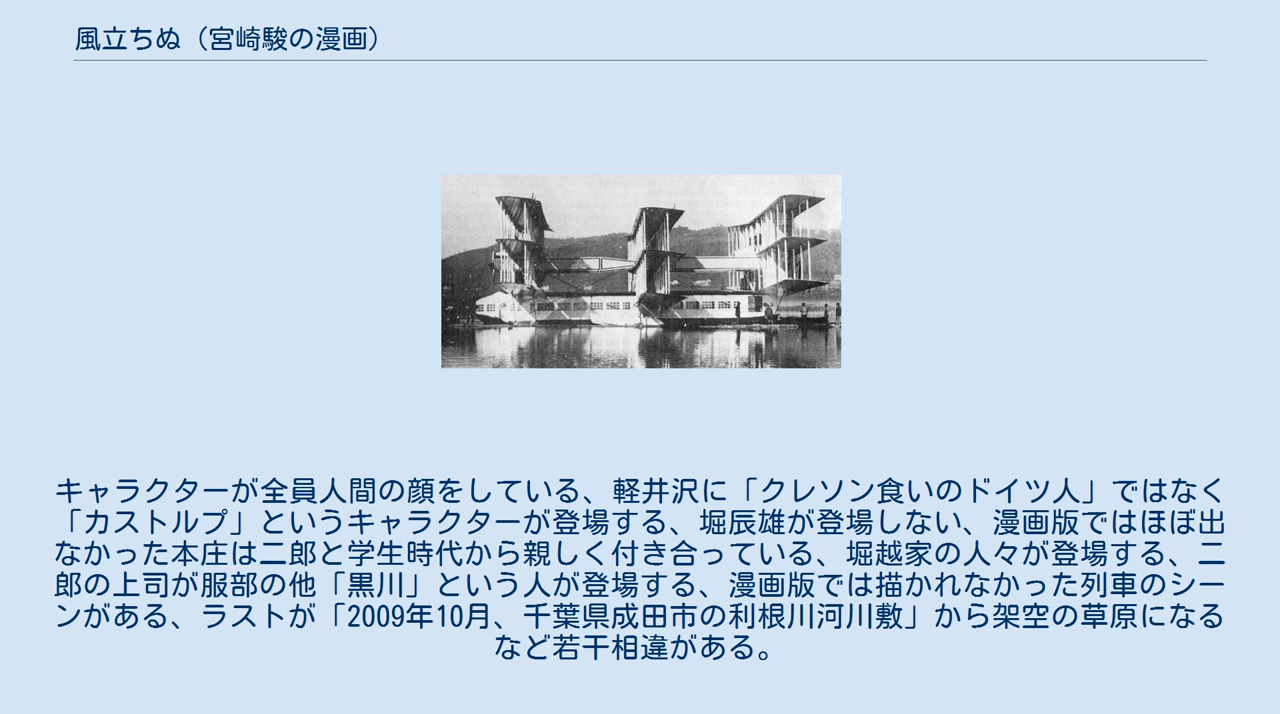 風立ちぬ（宮崎駿の漫画）
キャラクターが全員人間の顔をしている、軽井沢に「クレソン食いのドイツ人」ではなく
「カストルプ」というキャラクターが登場する、堀辰雄が登場しない、漫画版ではほぼ出
なかった本庄は二郎と学生時代から親しく付き合っている、堀越家の人々が登場する、二
郎の上司が服部の他「黒川」という人が登場する、漫画版では描かれなかった列車のシー
ンがある、ラストが「2009年10月、千葉県成田市の利根川河川敷」から架空の草原になる
など若干相違がある。